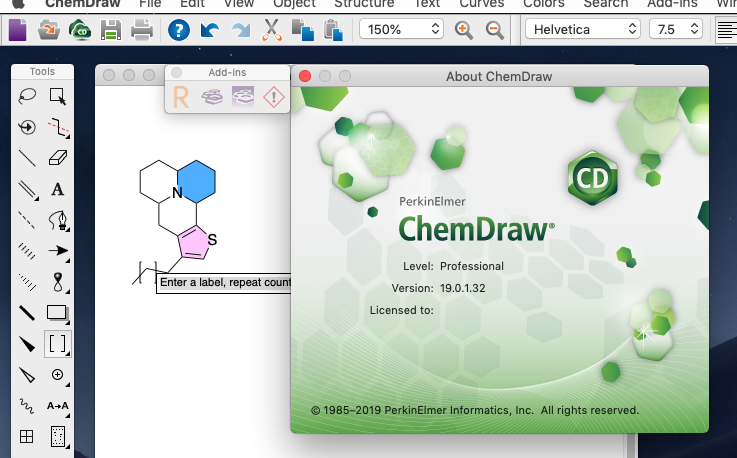 ChemDraw File Edit View Object Structure Text Curves Colors Search Add-ins
150% Helvetica 7.5
Tools
Add-ins
About ChemDraw
R
A
A→A
N
S
Enter a label, repeat count
CD
PerkinElmer
ChemDraw®
Level: Professional
Version: 19.0.1.32
Licensed to:
© 1985–2019 PerkinElmer Informatics, Inc. All rights reserved.